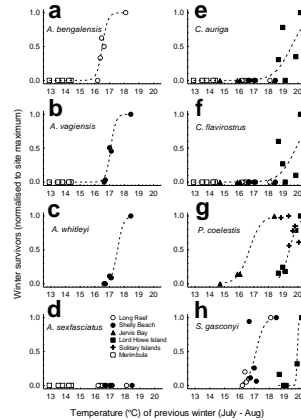 a
A. bengalensis
1.0
0.5
0.0
13 14 15 16 17 18 19 20
b
A. vagiensis
1.0
0.5
0.0
13 14 15 16 17 18 19 20
c
A. whitleyi
1.0
0.5
0.0
13 14 15 16 17 18 19 20
d
A. sexfasciatus
1.0
0.5
0.0
Long Reef
Shelly Beach
Jervis Bay
Lord Howe Island
Solitary Islands
Merimbula
13 14 15 16 17 18 19 20
e
C. auriga
1.0
0.5
0.0
13 14 15 16 17 18 19 20
f
C. flavirostrus
1.0
0.5
0.0
13 14 15 16 17 18 19 20
g
P. coelestis
1.0
0.5
0.0
13 14 15 16 17 18 19 20
h
S. gasconyi
1.0
0.5
0.0
13 14 15 16 17 18 19 20
Winter survivors (normalised to site maximum)
Temperature (°C) of previous winter (July - Aug)